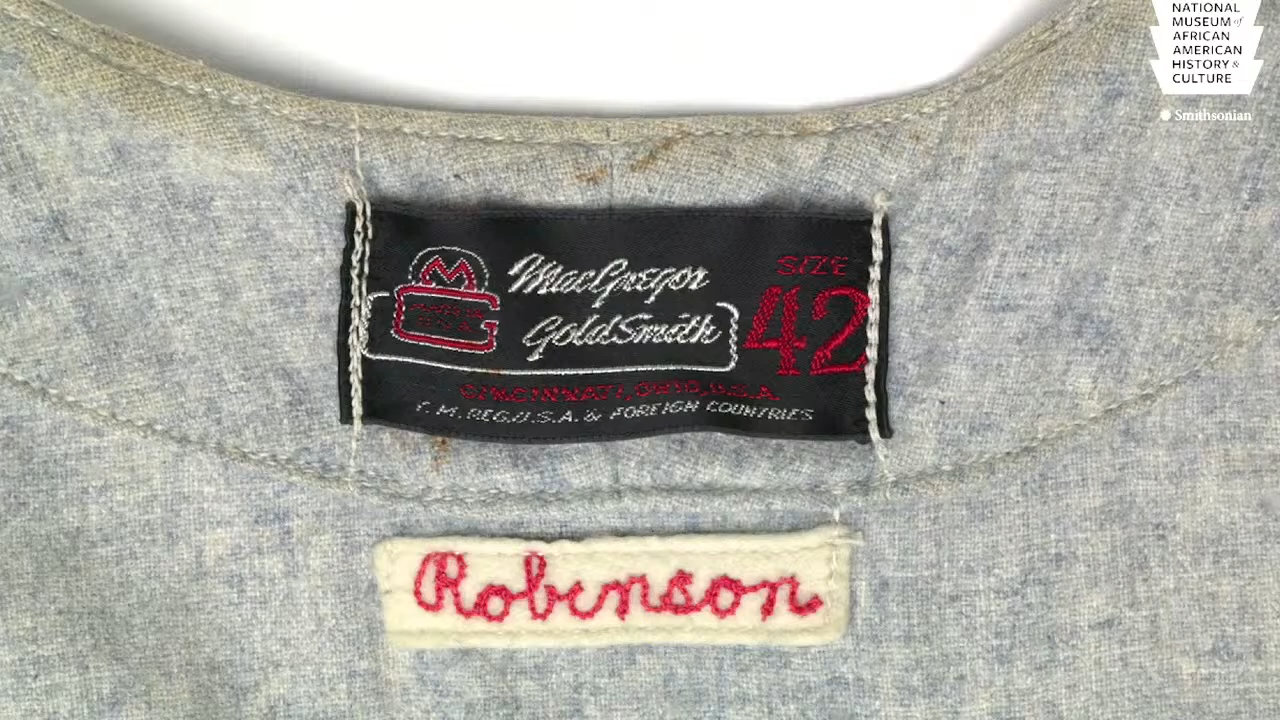 NATIONAL
MUSEUM of
AFRICAN
AMERICAN
HISTORY &
CULTURE
Smithsonian
M
MacGregor
GoldSmith
SIZE
42
CINCINNATI, OHIO, U.S.A.
T. M. REG. U.S.A. & FOREIGN COUNTRIES
Robinson